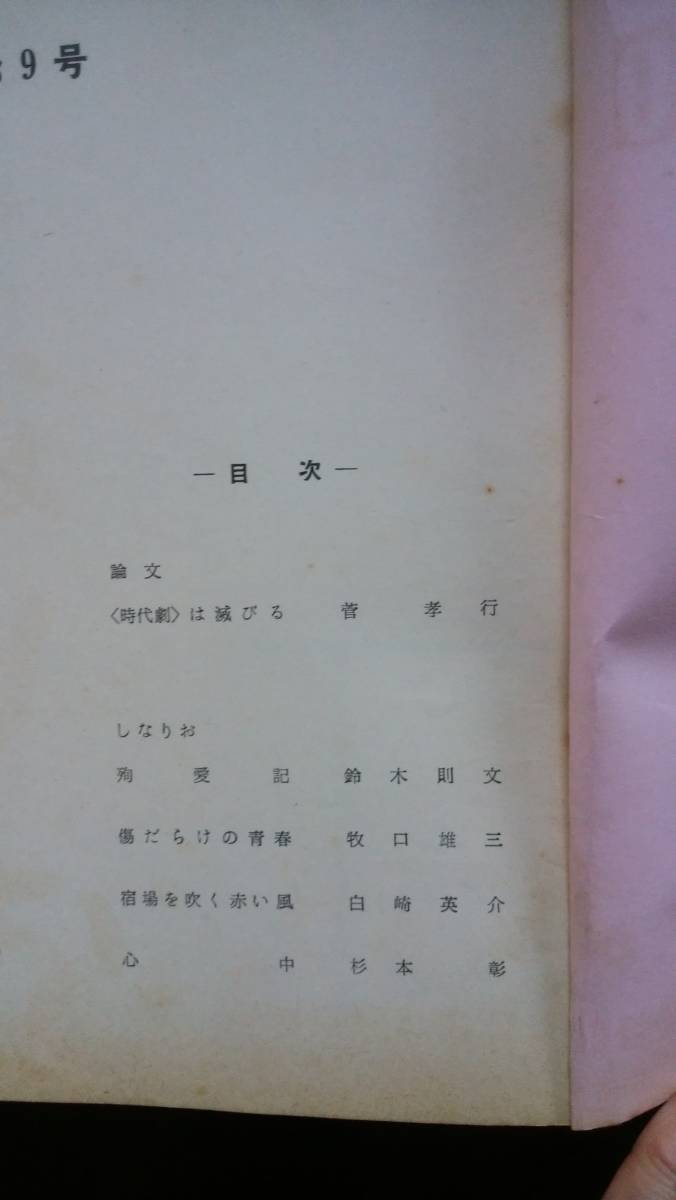 9号
―目 次―
論文
〈時代劇〉は滅びる 菅孝行
しなりお
殉愛記 鈴木則文
傷だらけの青春 牧口雄三
宿場を吹く赤い風 白崎英介
心中 杉本彰